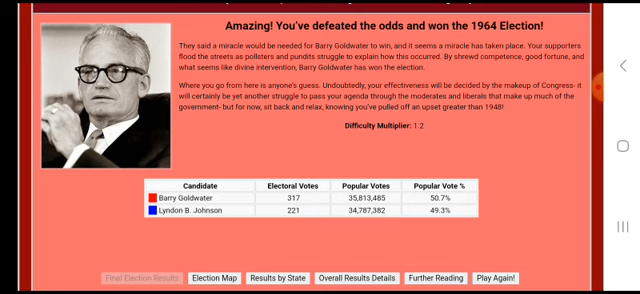 Amazing! You've defeated the odds and won the 1964 Election!
They said a miracle would be needed for Barry Goldwater to win, and it seems a miracle has taken place. Your supporters
flood the streets as pollsters and pundits struggle to explain how this occurred. By shrewd competence, good fortune, and
what seems like divine intervention, Barry Goldwater has won the election.
Where you go from here is anyone's guess. Undoubtedly, your effectiveness will be decided by the makeup of Congress- it
will certainly be yet another struggle to pass your agenda through the moderates and liberals that make up much of the
government- but for now, sit back and relax, knowing you've pulled off an upset greater than 1948!
Difficulty Multiplier: 1.2
Candidate Electoral Votes Popular Votes Popular Vote %
Barry Goldwater 317 35,813,485 50.7%
Lyndon B. Johnson 221 34,787,382 49.3%
Final Election Results Election Map Results by State Overall Results Details Further Reading Play Again!